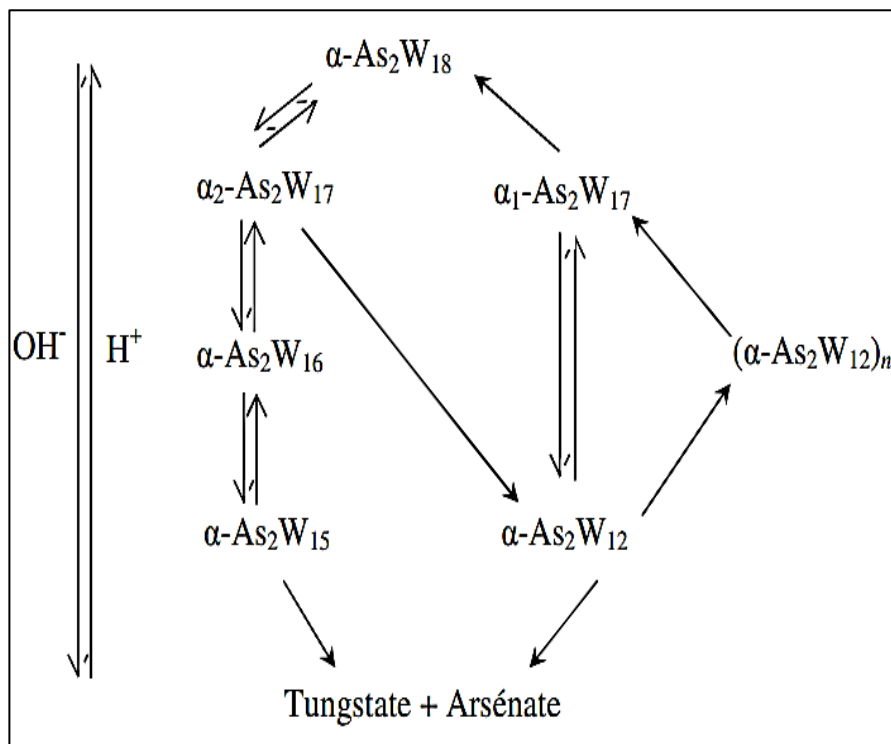 α-As₂W₁₈
α₂-As₂W₁₇
α₁-As₂W₁₇
OH⁻
H⁺
α-As₂W₁₆
(α-As₂W₁₂)ₙ
α-As₂W₁₅
α-As₂W₁₂
Tungstate + Arsénate